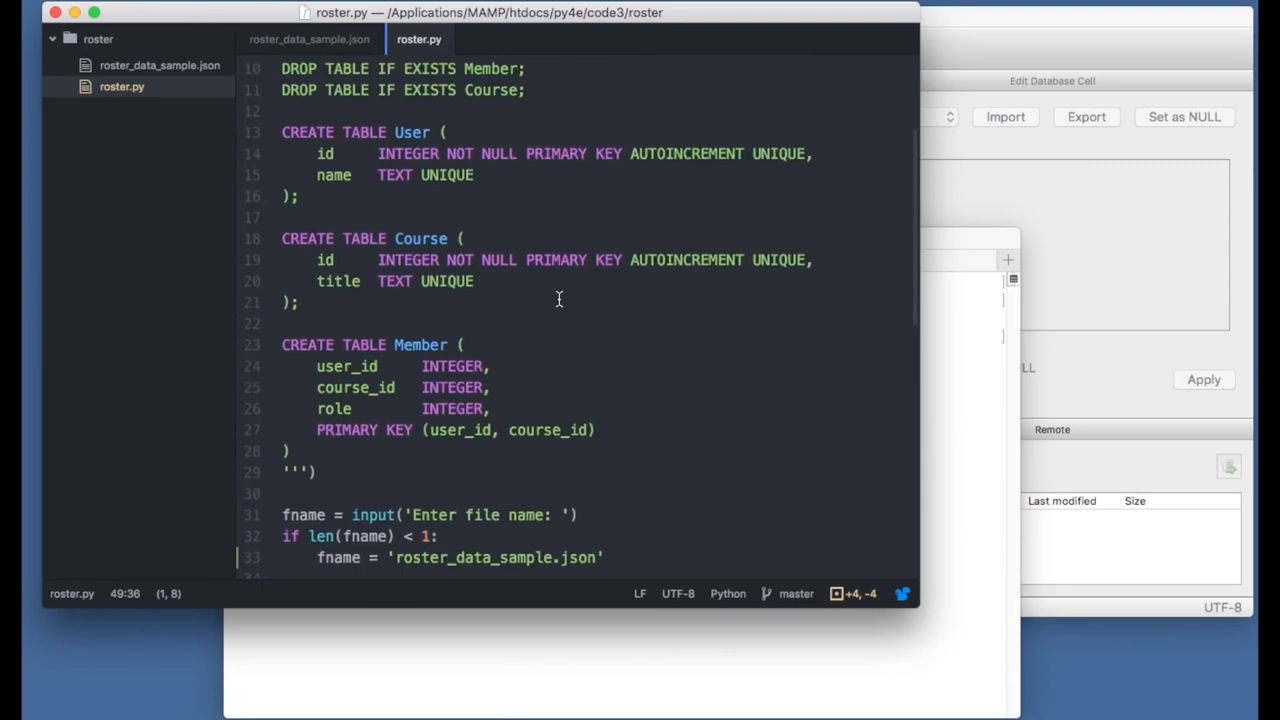 roster.py — /Applications/MAMP/htdocs/py4e/code3/roster
roster
roster_data_sample.json
roster.py
roster_data_sample.json
roster.py
10 DROP TABLE IF EXISTS Member;
11 DROP TABLE IF EXISTS Course;
12
13 CREATE TABLE User (
14 id INTEGER NOT NULL PRIMARY KEY AUTOINCREMENT UNIQUE,
15 name TEXT UNIQUE
16 );
17
18 CREATE TABLE Course (
19 id INTEGER NOT NULL PRIMARY KEY AUTOINCREMENT UNIQUE,
20 title TEXT UNIQUE
21 );
22
23 CREATE TABLE Member (
24 user_id INTEGER,
25 course_id INTEGER,
26 role INTEGER,
27 PRIMARY KEY (user_id, course_id)
28 )
29 ''')
30
31 fname = input('Enter file name: ')
32 if len(fname) < 1:
33 fname = 'roster_data_sample.json'
roster.py 49:36 (1, 8) LF UTF-8 Python master +4, -4
Edit Database Cell
Import Export Set as NULL
Apply
Remote
Last modified Size
UTF-8